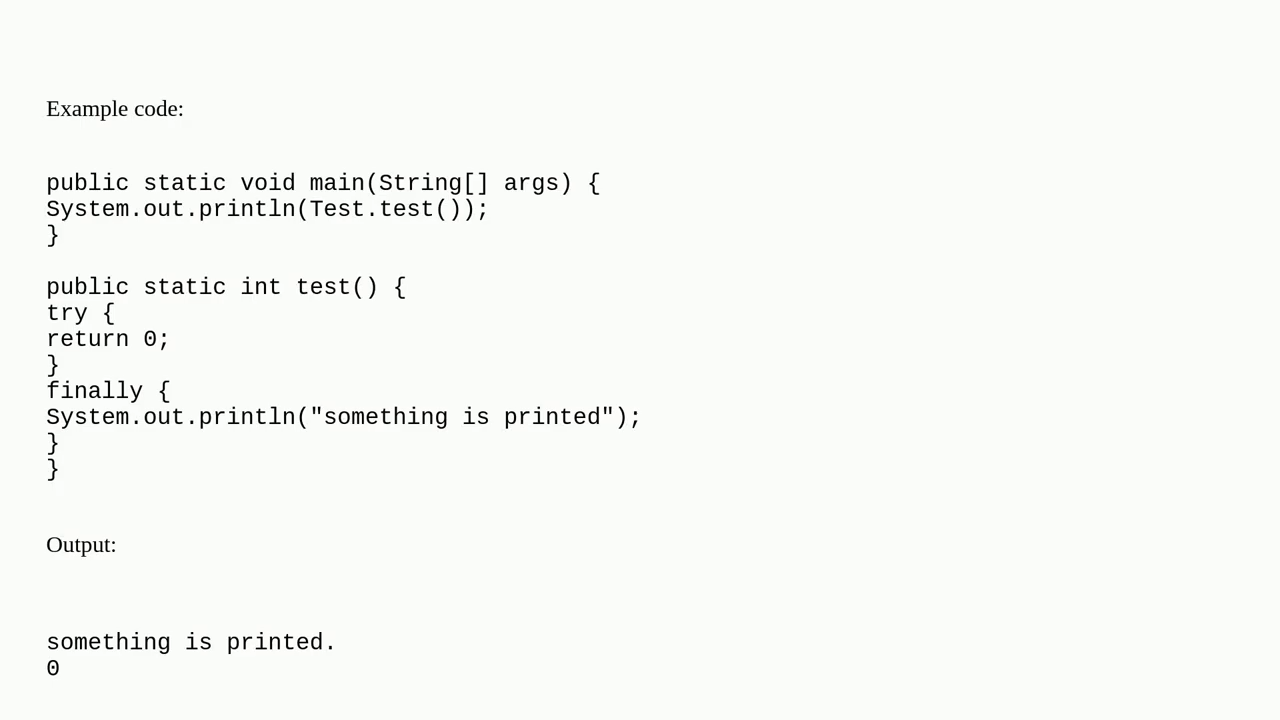 Example code:
public static void main(String[] args) {
System.out.println(Test.test());
}
public static int test() {
try {
return 0;
}
finally {
System.out.println("something is printed");
}
}
Output:
something is printed.
0